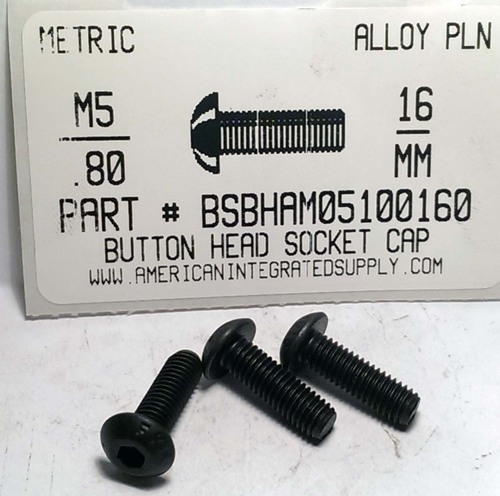 METRIC ALLOY PLN
M5 16
.80 MM
PART # BSBHAM05100160
BUTTON HEAD SOCKET CAP
WWW.AMERICANINTEGRATEDSUPPLY.COM